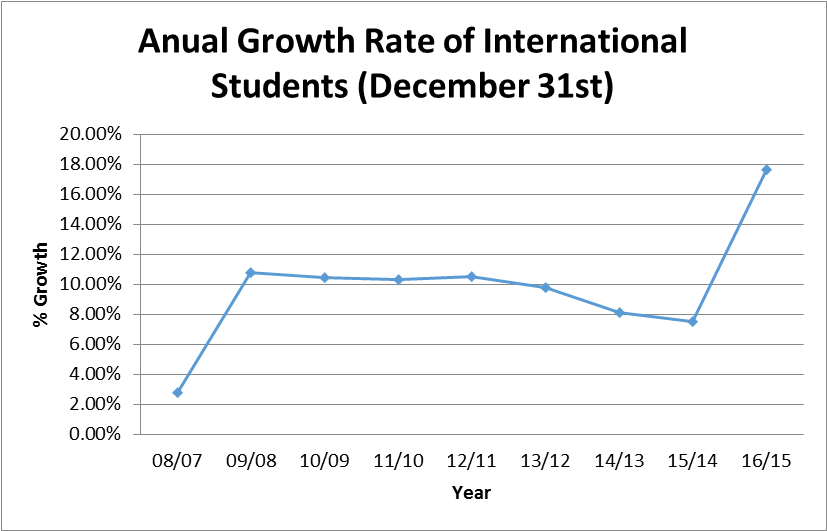 Anual Growth Rate of International
Students (December 31st)
20.00%
18.00%
16.00%
14.00%
12.00%
10.00%
8.00%
6.00%
4.00%
2.00%
0.00%
% Growth
08/07 09/08 10/09 11/10 12/11 13/12 14/13 15/14 16/15
Year